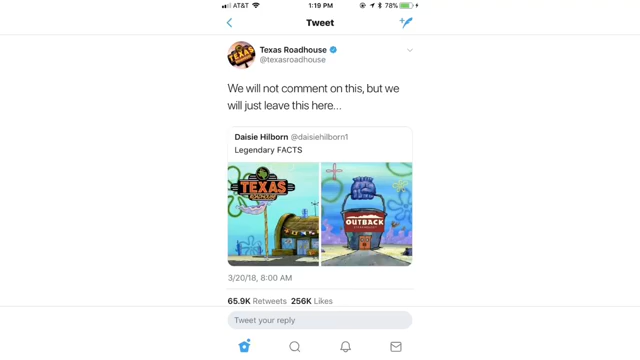 AT&T 1:19 PM 78%
Tweet
Texas Roadhouse
@texasroadhouse
We will not comment on this, but we
will just leave this here...
Daisie Hilborn @daisiehilborn1
Legendary FACTS
TEXAS
OUTBACK
3/20/18, 8:00 AM
65.9K Retweets 256K Likes
Tweet your reply